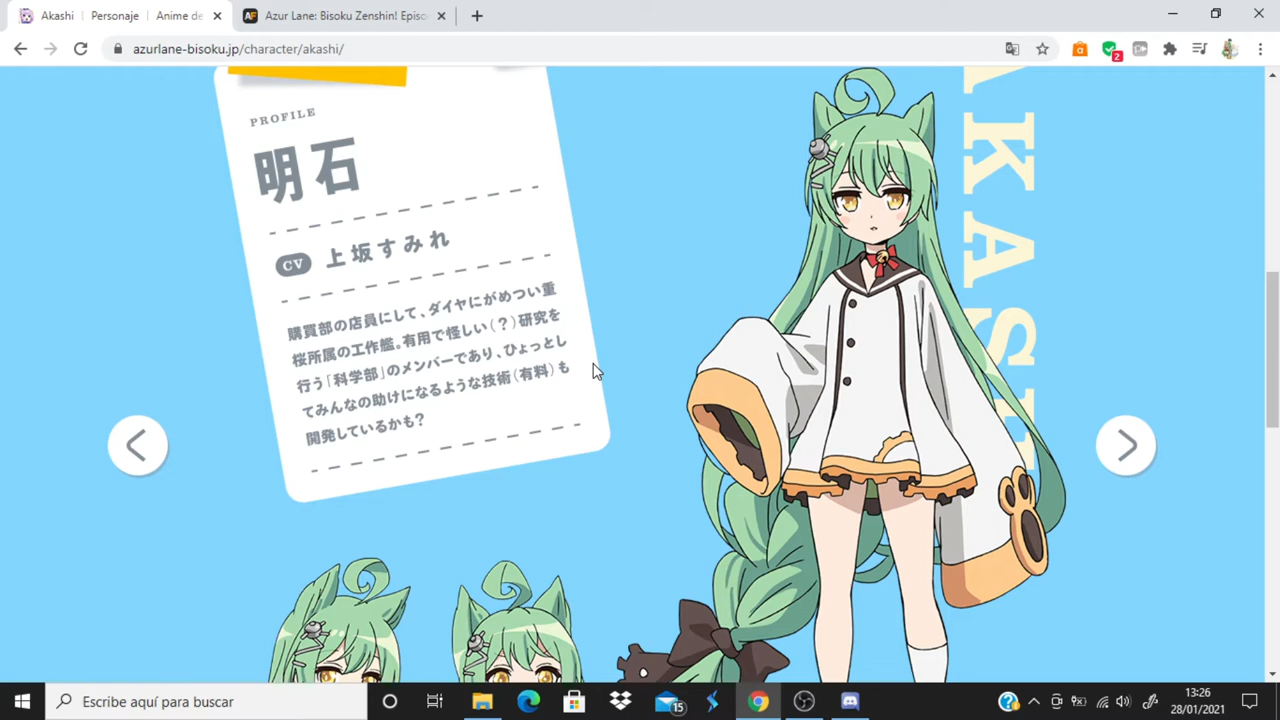 Akashi | Personaje | Anime de
Azur Lane: Bisoku Zenshin! Episo
azurlane-bisoku.jp/character/akashi/
2
PROFILE
明石
CV 上坂すみれ
購買部の店員にして、ダイヤにがめつい重
桜所属の工作艦。有用で怪しい(?)研究を
行う「科学部」のメンバーであり、ひょっとし
てみんなの助けになるような技術(有料)も
開発しているかも?
AKASHI
Escribe aquí para buscar
15
13:26
28/01/2021